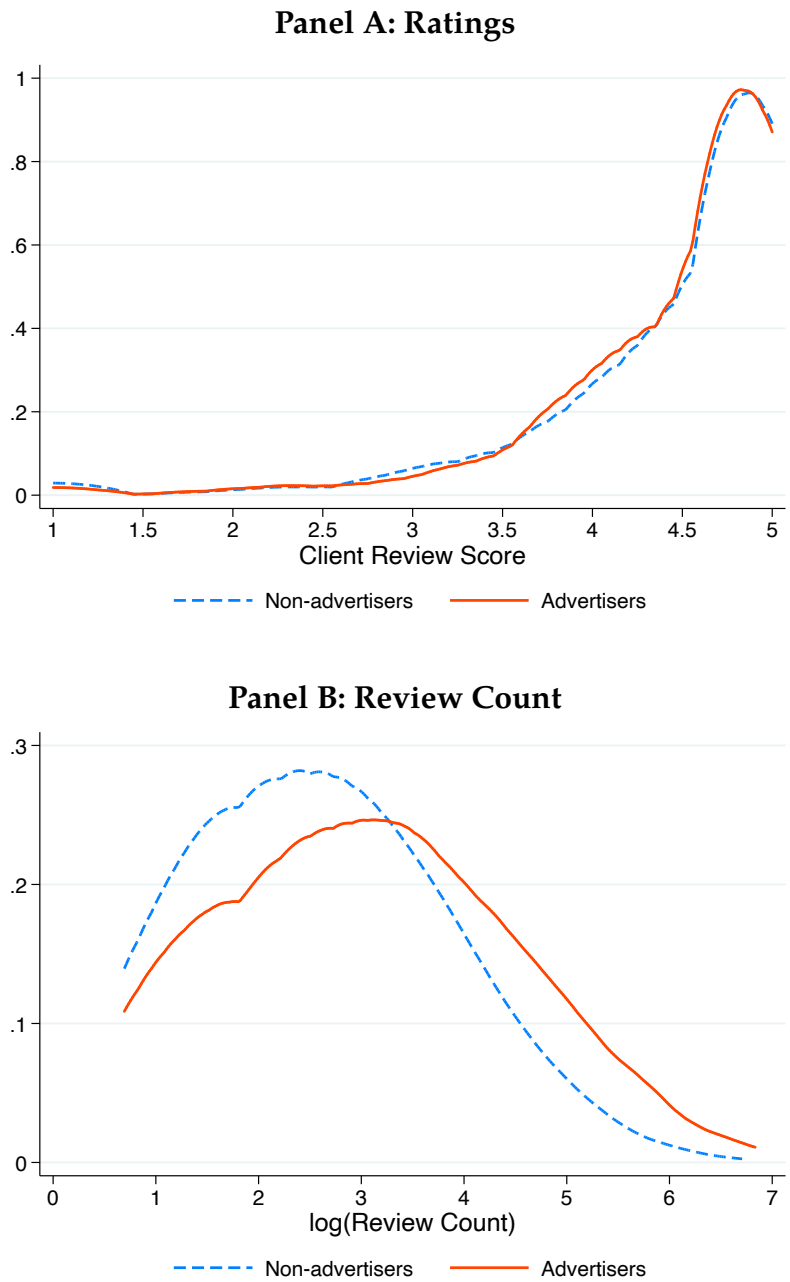 Panel A: Ratings
1
.8
.6
.4
.2
0
1 1.5 2 2.5 3 3.5 4 4.5 5
Client Review Score
Non-advertisers Advertisers
Panel B: Review Count
.3
.2
.1
0
0 1 2 3 4 5 6 7
log(Review Count)
Non-advertisers Advertisers